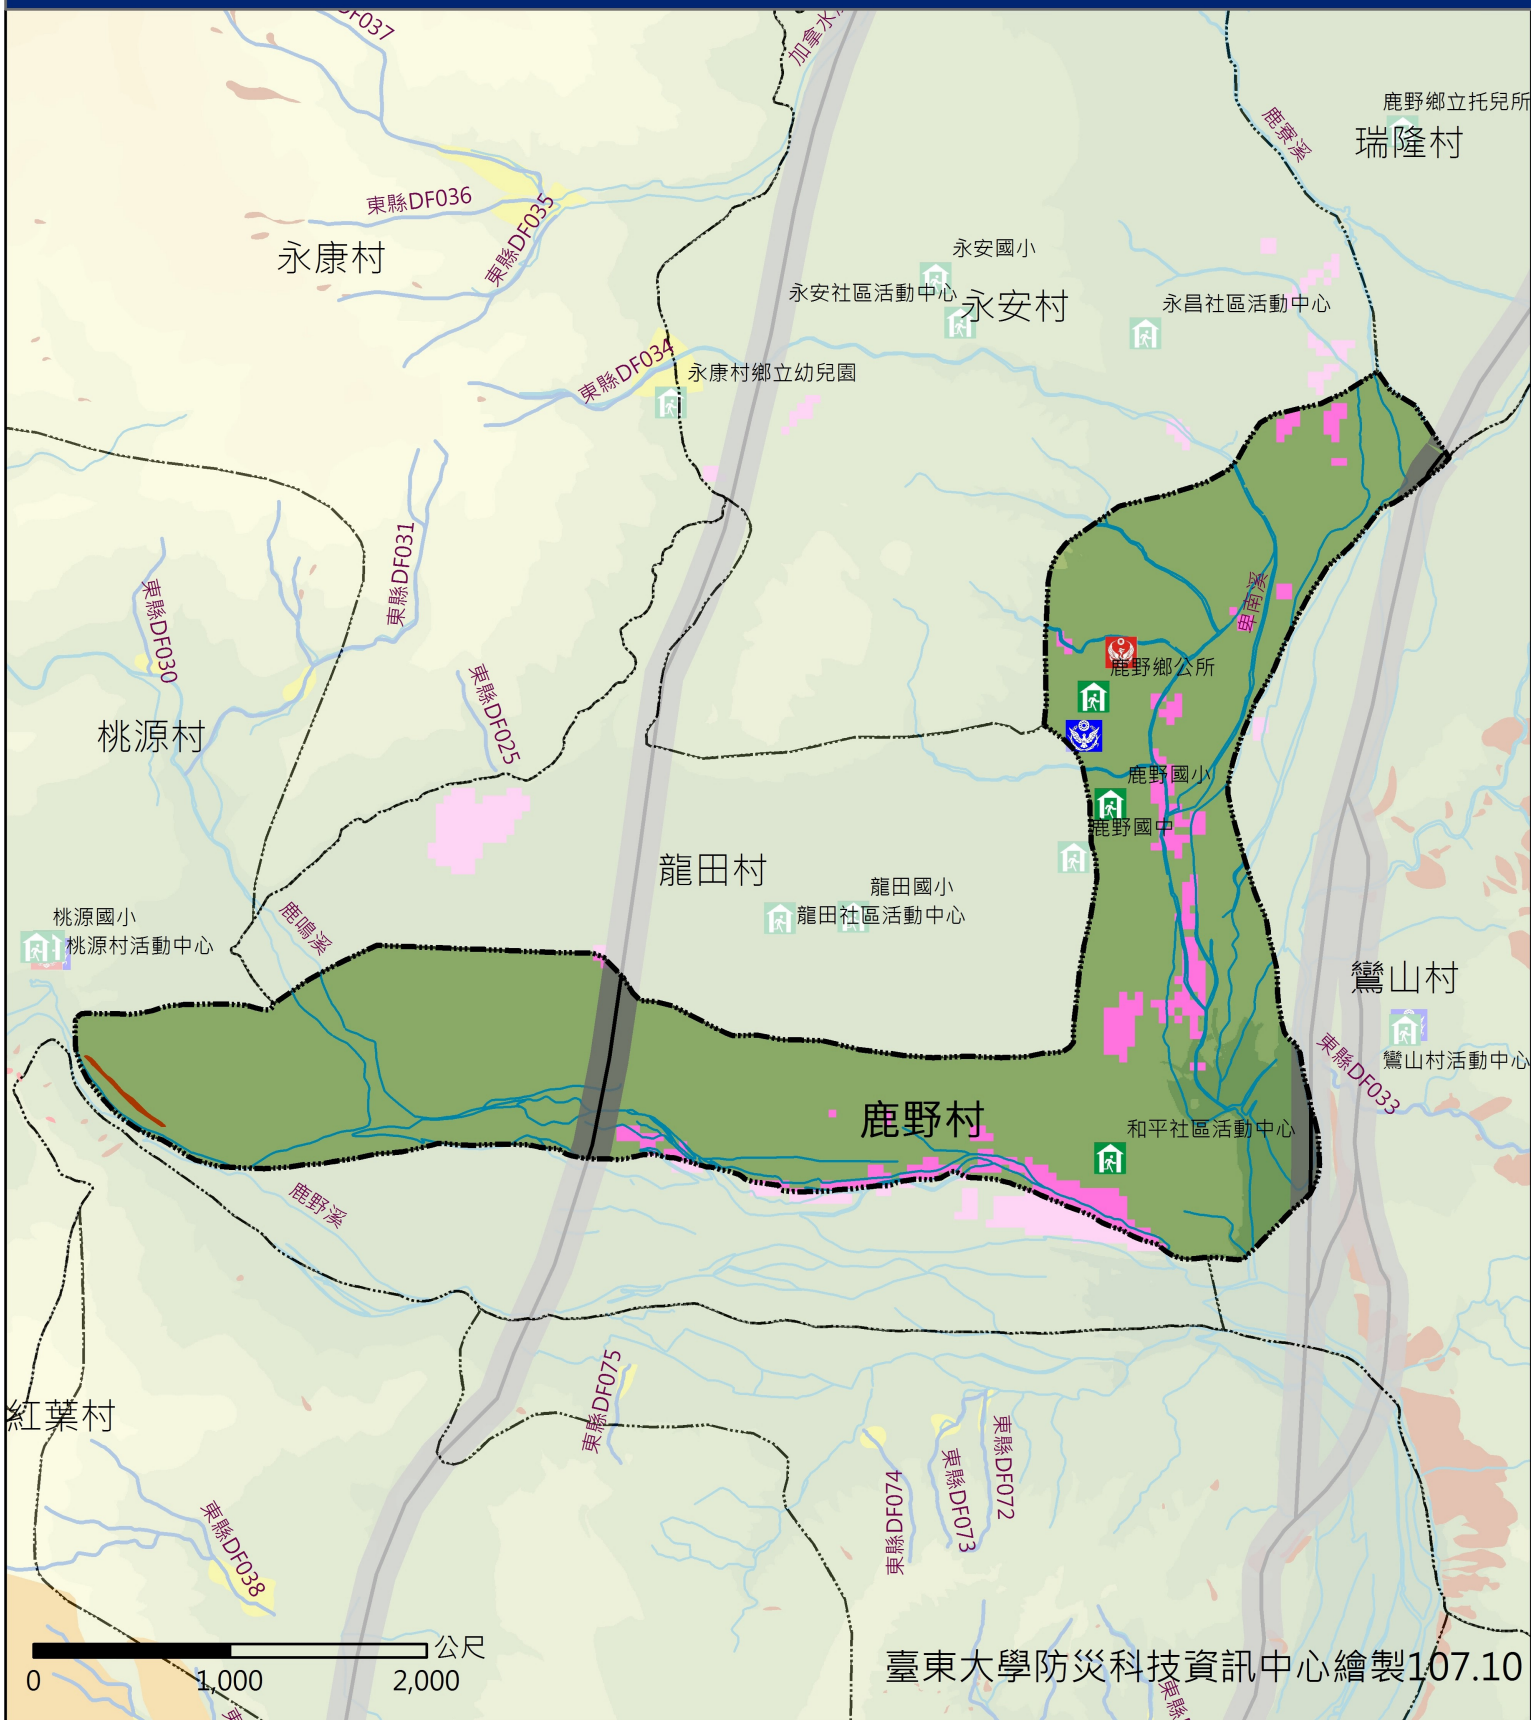 DF037
加拿水
鹿野鄉立托兒所
鹿寮溪
瑞隆村
東縣DF036
東縣DF035
永康村
永安國小
永安社區活動中心
永安村
永昌社區活動中心
東縣DF034
永康村鄉立幼兒園
東縣DF031
東縣DF030
卑南溪
鹿野鄉公所
東縣DF025
桃源村
鹿野國小
鹿野國中
龍田村
龍田國小
龍田社區活動中心
桃源國小
桃源村活動中心
鹿鳴溪
鸞山村
鸞山村活動中心
東縣DF033
鹿野村
和平社區活動中心
鹿野溪
東縣DF075
紅葉村
東縣DF074
東縣DF073
東縣DF072
東縣DF038
公尺
0 1,000 2,000
臺東大學防災科技資訊中心繪製107.10
東縣
東